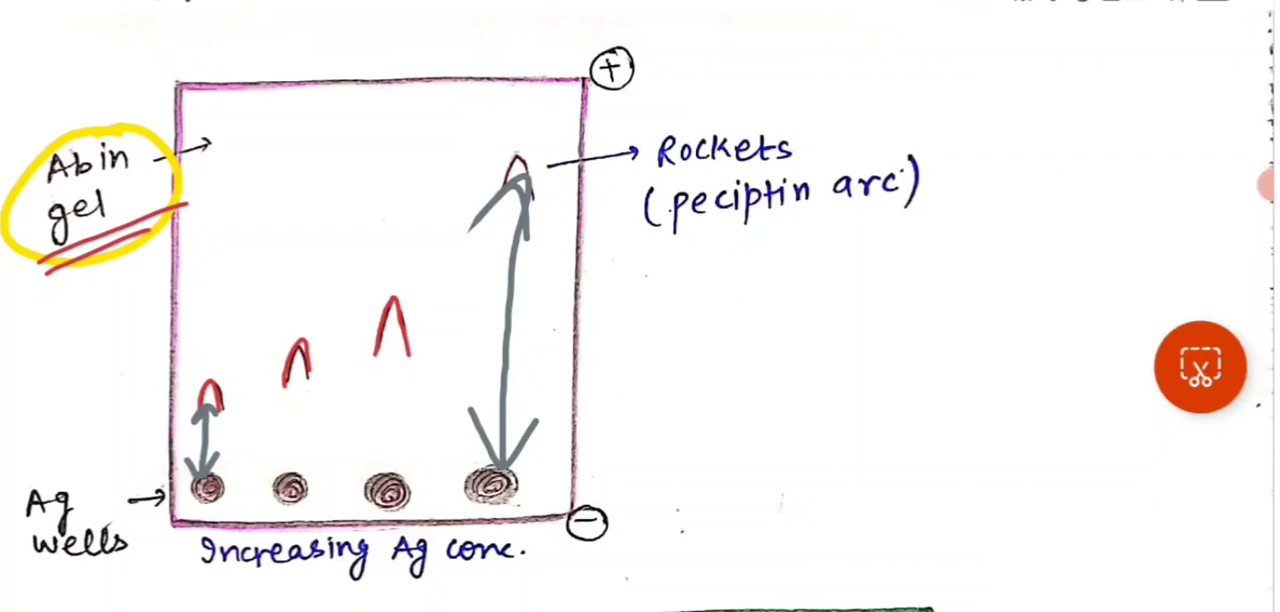 +
Ab in
gel
Rockets
(peciptin arc)
Ag
wells
−
Increasing Ag conc.